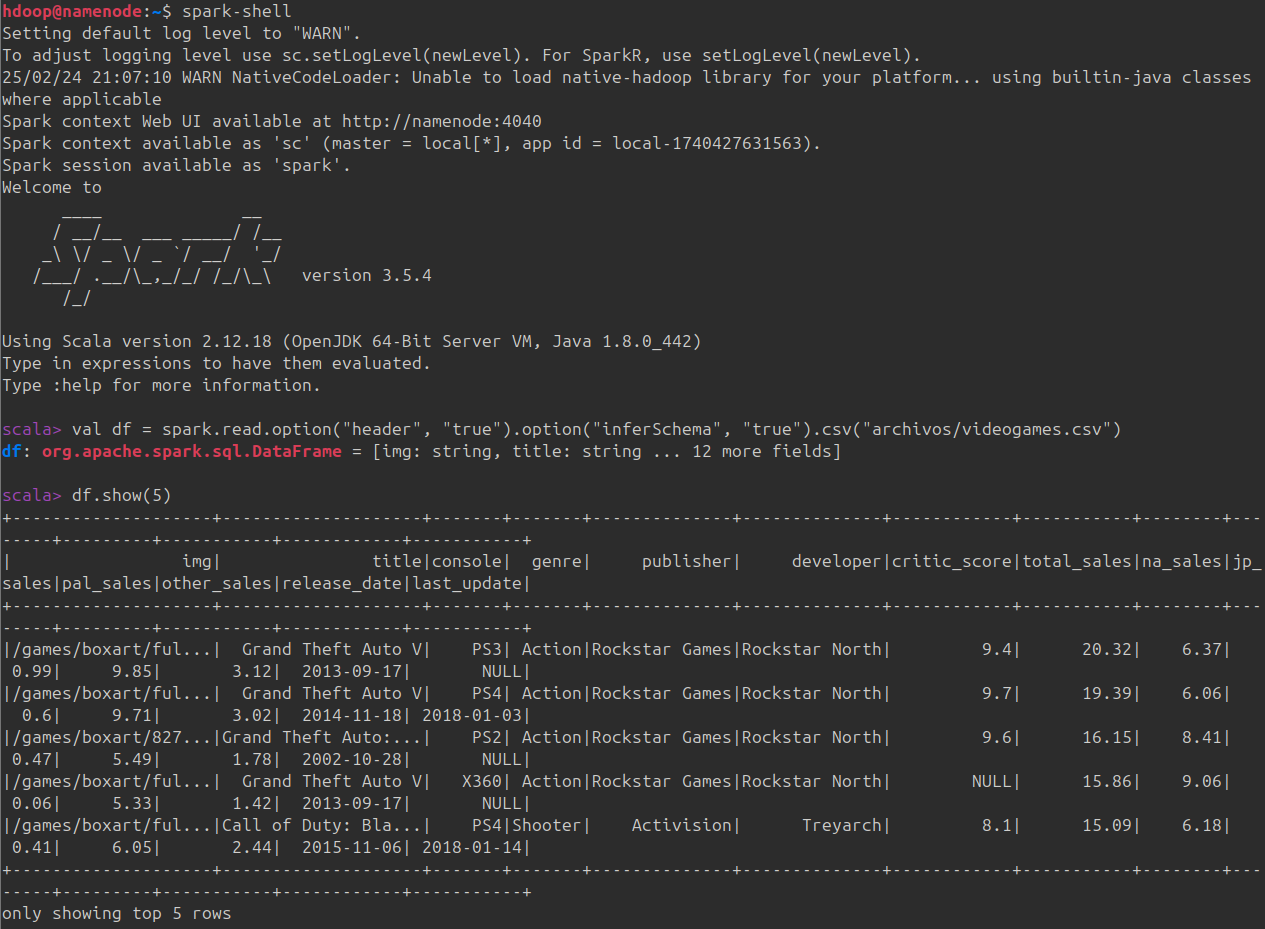 hdoop@namenode:~$ spark-shell
Setting default log level to "WARN".
To adjust logging level use sc.setLogLevel(newLevel). For SparkR, use setLogLevel(newLevel).
25/02/24 21:07:10 WARN NativeCodeLoader: Unable to load native-hadoop library for your platform... using builtin-java classes
where applicable
Spark context Web UI available at http://namenode:4040
Spark context available as 'sc' (master = local[*], app id = local-1740427631563).
Spark session available as 'spark'.
Welcome to
      ____              __
     / __/__  ___ _____/ /__
    _\ \/ _ \/ _ `/ __/  '_/
   /___/ .__/\_,_/_/ /_/\_\   version 3.5.4
      /_/

Using Scala version 2.12.18 (OpenJDK 64-Bit Server VM, Java 1.8.0_442)
Type in expressions to have them evaluated.
Type :help for more information.

scala> val df = spark.read.option("header", "true").option("inferSchema", "true").csv("archivos/videogames.csv")
df: org.apache.spark.sql.DataFrame = [img: string, title: string ... 12 more fields]

scala> df.show(5)
+--------------------+--------------------+-------+-------+--------------+--------------+------------+-----------+--------+---
-----+---------+-----------+------------+-----------+
|                 img|               title|console|  genre|     publisher|     developer|critic_score|total_sales|na_sales|jp_
sales|pal_sales|other_sales|release_date|last_update|
+--------------------+--------------------+-------+-------+--------------+--------------+------------+-----------+--------+---
-----+---------+-----------+------------+-----------+
|/games/boxart/ful...|  Grand Theft Auto V|    PS3| Action|Rockstar Games|Rockstar North|         9.4|      20.32|    6.37|
 0.99|     9.85|       3.12|  2013-09-17|       NULL|
|/games/boxart/ful...|  Grand Theft Auto V|    PS4| Action|Rockstar Games|Rockstar North|         9.7|      19.39|    6.06|
  0.6|     9.71|       3.02|  2014-11-18| 2018-01-03|
|/games/boxart/827...|Grand Theft Auto:...|    PS2| Action|Rockstar Games|Rockstar North|         9.6|      16.15|    8.41|
 0.47|     5.49|       1.78|  2002-10-28|       NULL|
|/games/boxart/ful...|  Grand Theft Auto V|   X360| Action|Rockstar Games|Rockstar North|        NULL|      15.86|    9.06|
 0.06|     5.33|       1.42|  2013-09-17|       NULL|
|/games/boxart/ful...|Call of Duty: Bla...|    PS4|Shooter|    Activision|      Treyarch|         8.1|      15.09|    6.18|
 0.41|     6.05|       2.44|  2015-11-06| 2018-01-14|
+--------------------+--------------------+-------+-------+--------------+--------------+------------+-----------+--------+---
-----+---------+-----------+------------+-----------+
only showing top 5 rows